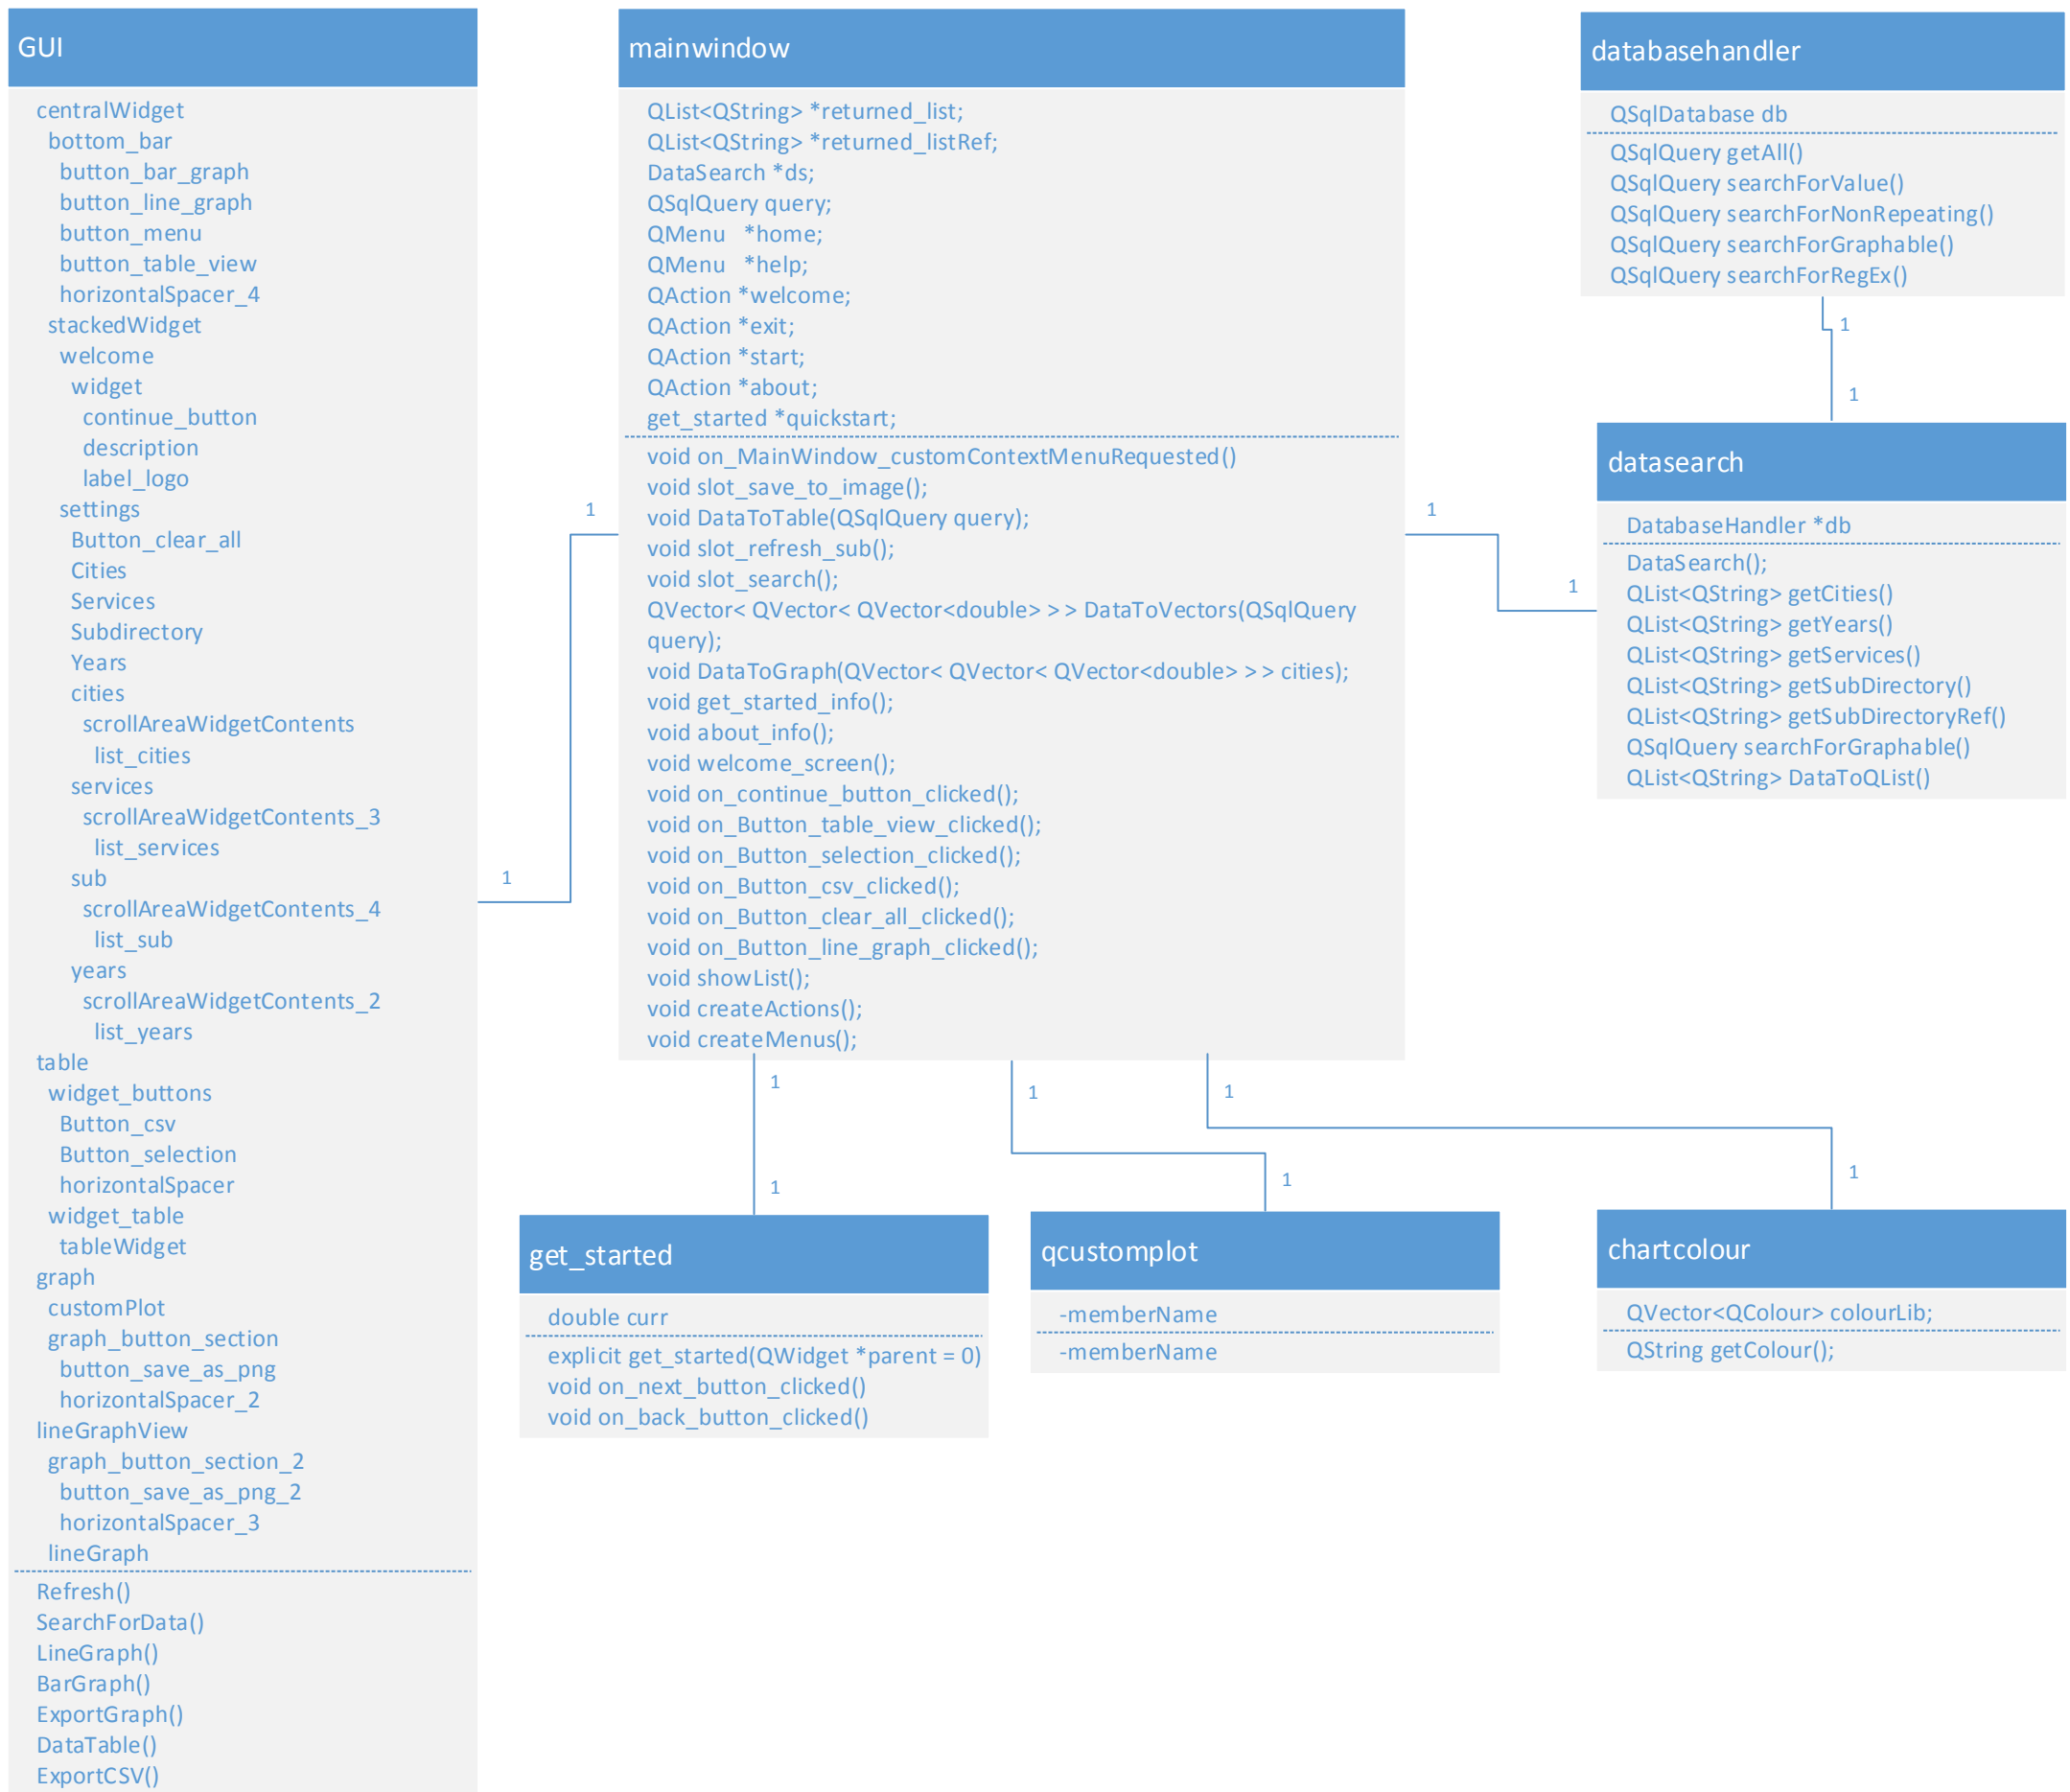 GUI
centralWidget
bottom_bar
button_bar_graph
button_line_graph
button_menu
button_table_view
horizontalSpacer_4
stackedWidget
welcome
widget
continue_button
description
label_logo
settings
Button_clear_all
Cities
Services
Subdirectory
Years
cities
scrollAreaWidgetContents
list_cities
services
scrollAreaWidgetContents_3
list_services
sub
scrollAreaWidgetContents_4
list_sub
years
scrollAreaWidgetContents_2
list_years
table
widget_buttons
Button_csv
Button_selection
horizontalSpacer
widget_table
tableWidget
graph
customPlot
graph_button_section
button_save_as_png
horizontalSpacer_2
lineGraphView
graph_button_section_2
button_save_as_png_2
horizontalSpacer_3
lineGraph
Refresh()
SearchForData()
LineGraph()
BarGraph()
ExportGraph()
DataTable()
ExportCSV()
1
1
mainwindow
QList<QString> *returned_list;
QList<QString> *returned_listRef;
DataSearch *ds;
QSqlQuery query;
QMenu   *home;
QMenu   *help;
QAction *welcome;
QAction *exit;
QAction *start;
QAction *about;
get_started *quickstart;
void on_MainWindow_customContextMenuRequested()
void slot_save_to_image();
void DataToTable(QSqlQuery query);
void slot_refresh_sub();
void slot_search();
QVector< QVector< QVector<double> > > DataToVectors(QSqlQuery
query);
void DataToGraph(QVector< QVector< QVector<double> > > cities);
void get_started_info();
void about_info();
void welcome_screen();
void on_continue_button_clicked();
void on_Button_table_view_clicked();
void on_Button_selection_clicked();
void on_Button_csv_clicked();
void on_Button_clear_all_clicked();
void on_Button_line_graph_clicked();
void showList();
void createActions();
void createMenus();
1
1
databasehandler
QSqlDatabase db
QSqlQuery getAll()
QSqlQuery searchForValue()
QSqlQuery searchForNonRepeating()
QSqlQuery searchForGraphable()
QSqlQuery searchForRegEx()
1
1
datasearch
DatabaseHandler *db
DataSearch();
QList<QString> getCities()
QList<QString> getYears()
QList<QString> getServices()
QList<QString> getSubDirectory()
QList<QString> getSubDirectoryRef()
QSqlQuery searchForGraphable()
QList<QString> DataToQList()
1
1
1
1
1
1
get_started
double curr
explicit get_started(QWidget *parent = 0)
void on_next_button_clicked()
void on_back_button_clicked()
qcustomplot
-memberName
-memberName
chartcolour
QVector<QColour> colourLib;
QString getColour();